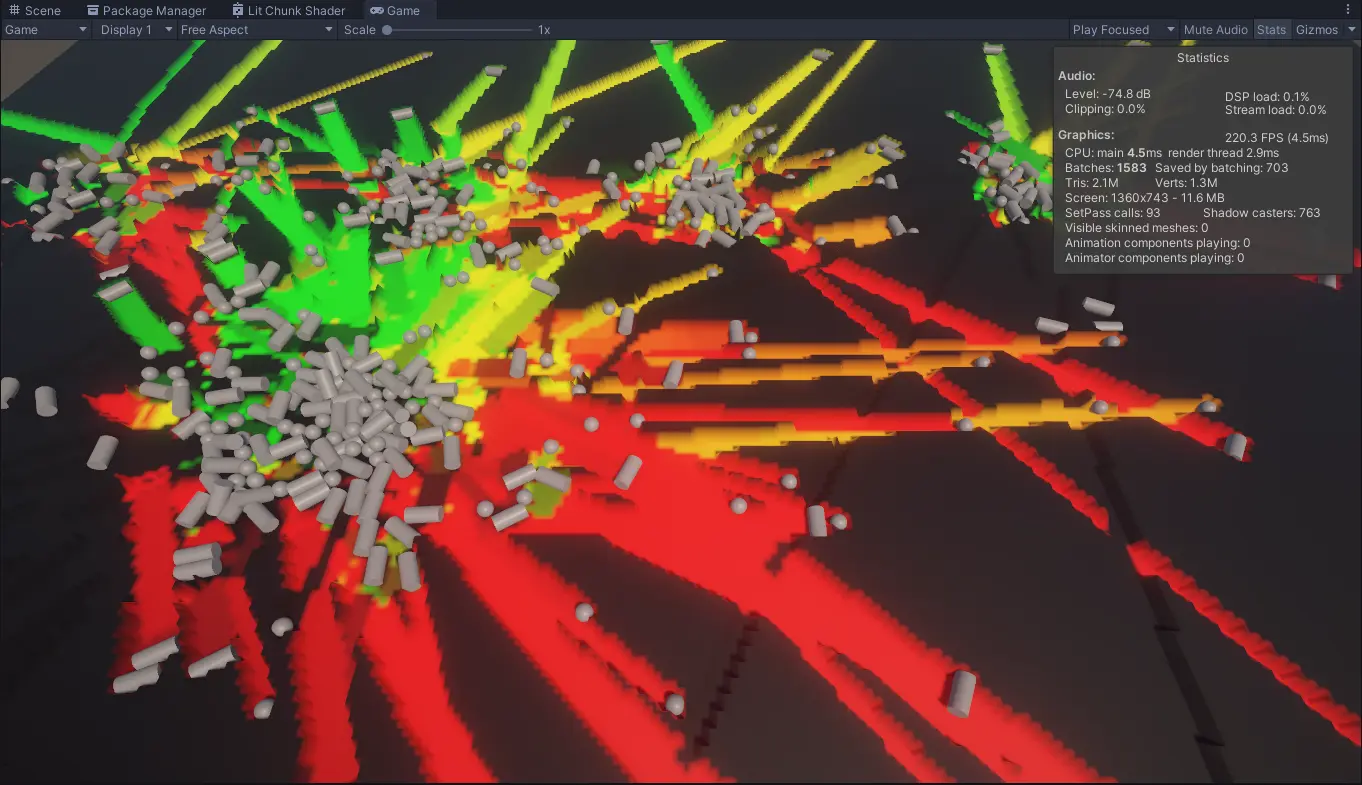 Scene Package Manager Lit Chunk Shader Game
Game Display 1 Free Aspect Scale 1x Play Focused Mute Audio Stats Gizmos
Statistics
Audio:
Level: -74.8 dB DSP load: 0.1%
Clipping: 0.0% Stream load: 0.0%
Graphics: 220.3 FPS (4.5ms)
CPU: main 4.5ms render thread 2.9ms
Batches: 1583 Saved by batching: 703
Tris: 2.1M Verts: 1.3M
Screen: 1360x743 - 11.6 MB
SetPass calls: 93 Shadow casters: 763
Visible skinned meshes: 0
Animation components playing: 0
Animator components playing: 0